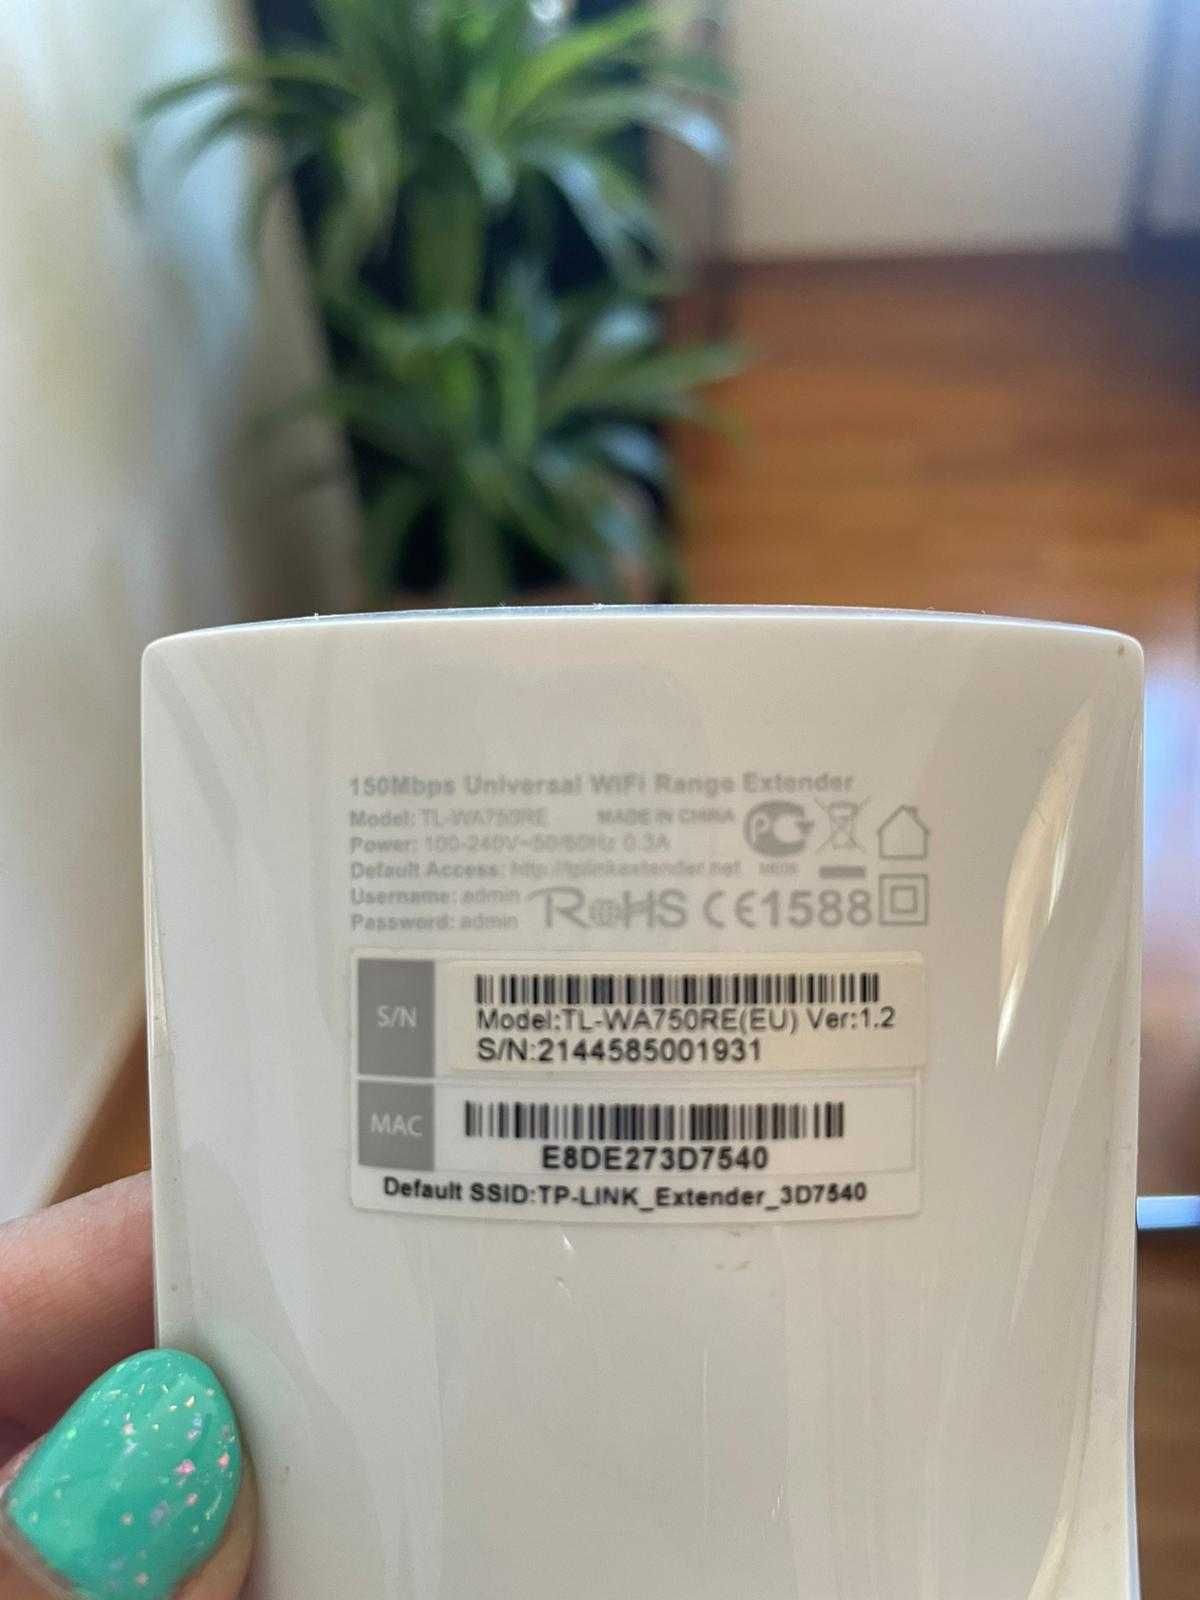 150Mbps Universal WiFi Range Extender
Model: TL-WA750RE MADE IN CHINA
Power: 100-240V~50/60Hz 0.3A
Default Access: http://tplinkextender.net
Username: admin
Password: admin
RoHS CE1588
S/N
Model:TL-WA750RE(EU) Ver:1.2
S/N:2144585001931
MAC
E8DE273D7540
Default SSID:TP-LINK_Extender_3D7540